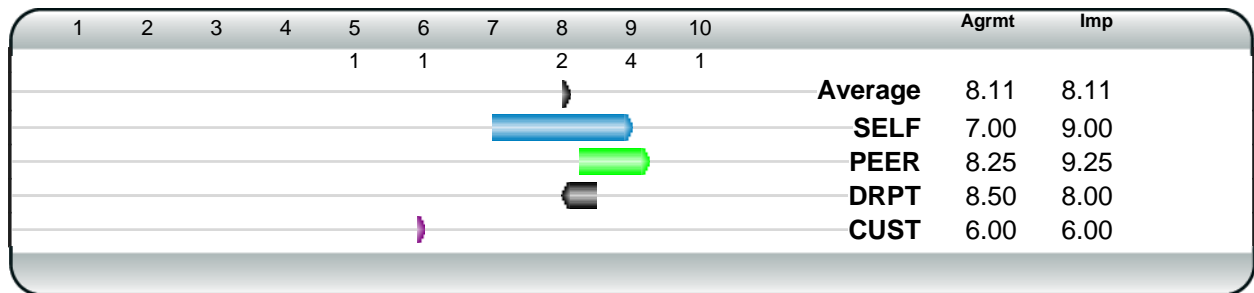 1 2 3 4 5 6 7 8 9 10 Agrmt Imp
1 1 2 4 1
Average 8.11 8.11
SELF 7.00 9.00
PEER 8.25 9.25
DRPT 8.50 8.00
CUST 6.00 6.00